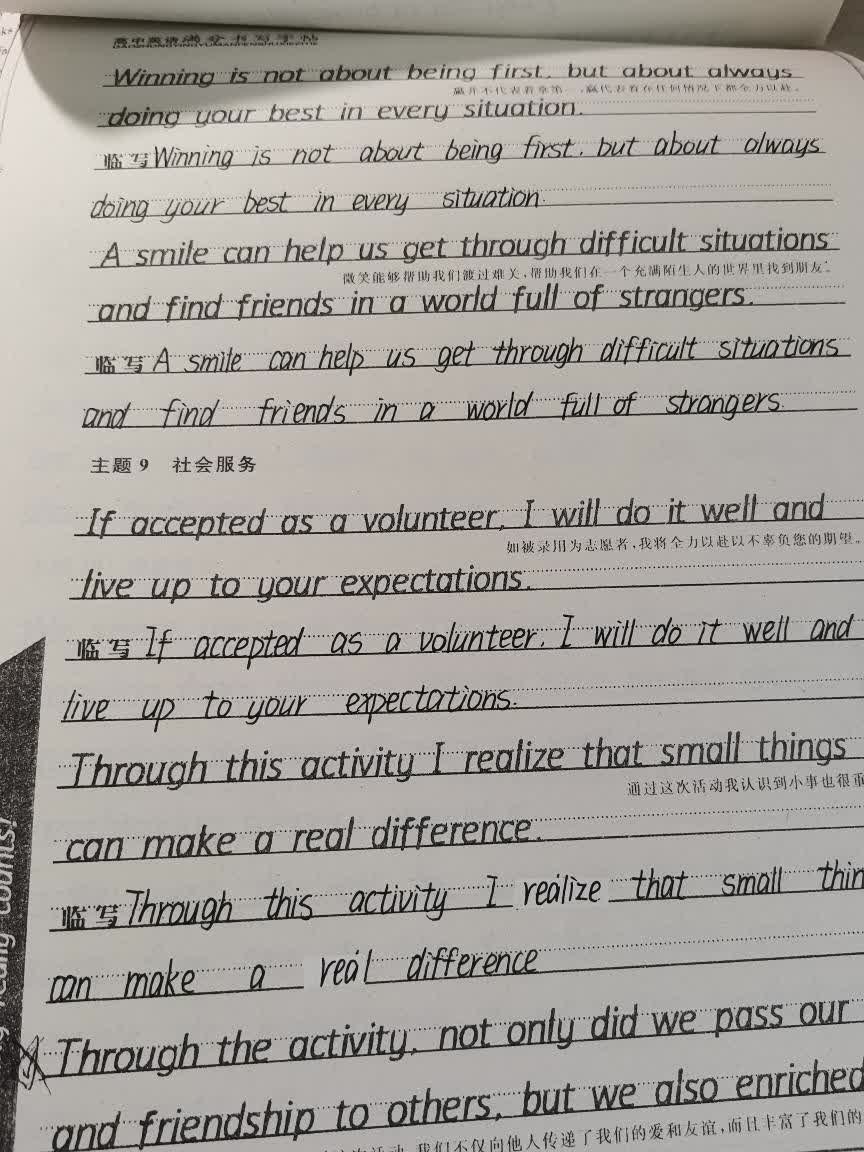 高中英语满分书写字帖
Winning is not about being first, but about always
赢并不代表着拿第一,赢代表着在任何情况下都全力以赴。
doing your best in every situation.
临写 Winning is not about being first, but about always
doing your best in every situation.
A smile can help us get through difficult situations
微笑能够帮助我们渡过难关,帮助我们在一个充满陌生人的世界里找到朋友。
and find friends in a world full of strangers.
临写 A smile can help us get through difficult situations
and find friends in a world full of strangers.
主题 9 社会服务
If accepted as a volunteer, I will do it well and
如被录用为志愿者,我将全力以赴以不辜负您的期望。
live up to your expectations.
临写 If accepted as a volunteer, I will do it well and
live up to your expectations.
Through this activity I realize that small things
通过这次活动我认识到小事也很重
can make a real difference.
临写 Through this activity I realize that small thin
can make a real difference
Through the activity, not only did we pass our
and friendship to others, but we also enriched
我们不仅向他人传递了我们的爱和友谊,而且丰富了我们的